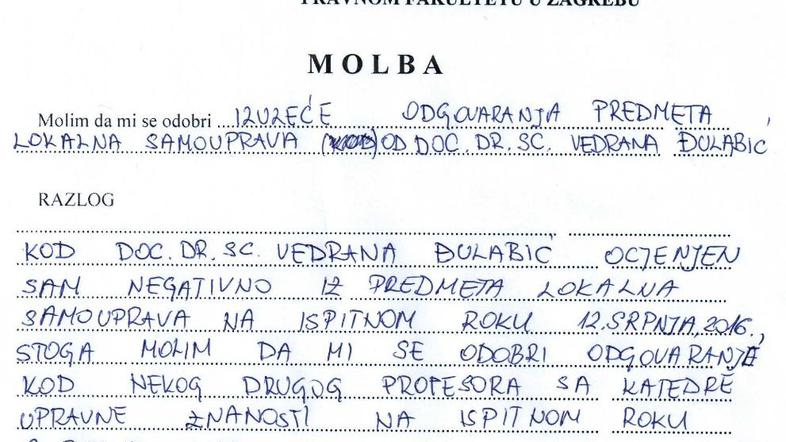 PRAVNOM FAKULTETU U ZAGREBU
MOLBA
Molim da mi se odobri IZUZEĆE ODGOVARANJA PREDMETA
LOKALNA SAMOUPRAVA OD DOC. DR. SC. VEDRANA ĐULABIĆ
RAZLOG
KOD DOC. DR. SC. VEDRANA ĐULABIĆ OCJENJEN
SAM NEGATIVNO IZ PREDMETA LOKALNA
SAMOUPRAVA NA ISPITNOM ROKU 12. SRPNJA, 2016.,
STOGA MOLIM DA MI SE ODOBRI ODGOVARANJE
KOD NEKOG DRUGOG PROFESORA SA KATEDRE
UPRAVNE ZNANOSTI NA ISPITNOM ROKU